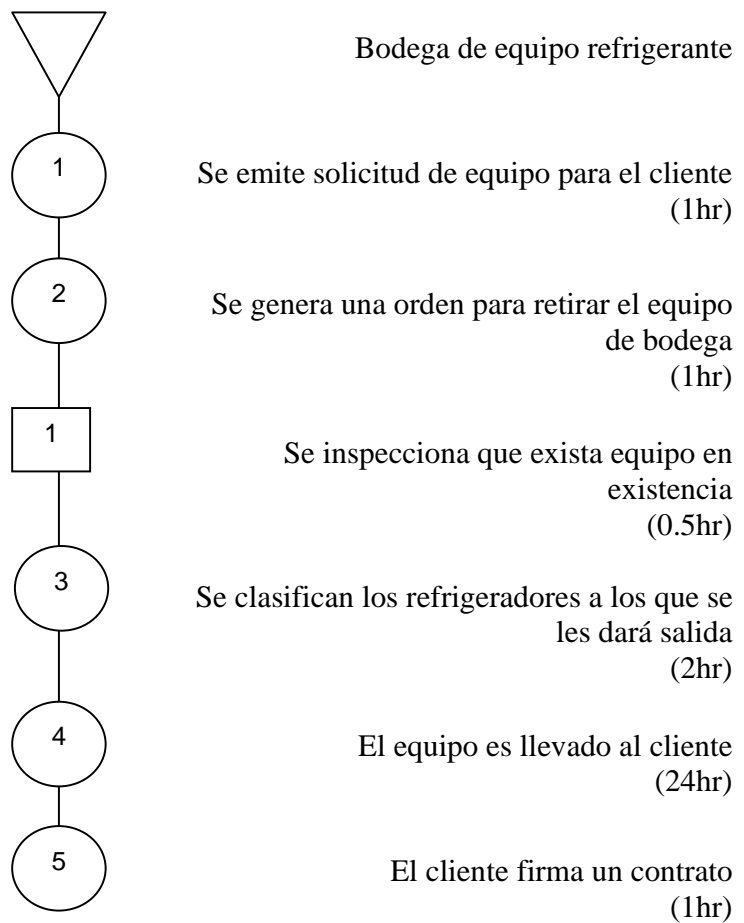 Bodega de equipo refrigerante
1
Se emite solicitud de equipo para el cliente
(1hr)
2
Se genera una orden para retirar el equipo
de bodega
(1hr)
1
Se inspecciona que exista equipo en
existencia
(0.5hr)
3
Se clasifican los refrigeradores a los que se
les dará salida
(2hr)
4
El equipo es llevado al cliente
(24hr)
5
El cliente firma un contrato
(1hr)